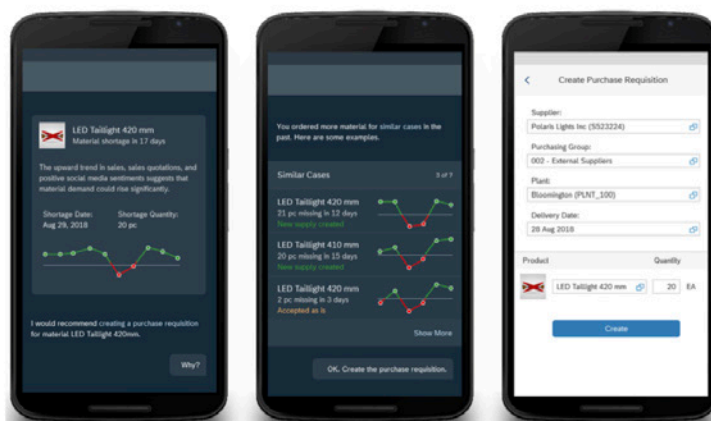 LED Taillight 420 mm
Material shortage in 17 days
The upward trend in sales, sales quotations, and
positive social media sentiments suggests that
material demand could rise significantly.
Shortage Date:
Aug 29, 2018
Shortage Quantity:
20 pc
I would recommend creating a purchase requisition
for material LED Taillight 420mm.
Why?
You ordered more material for similar cases in the
past. Here are some examples.
Similar Cases
LED Taillight 420 mm
21 pc missing in 12 days
New supply created
LED Taillight 410 mm
20 pc missing in 15 days
New supply created
LED Taillight 420 mm
2 pc missing in 3 days
Accepted as is
Show More
OK. Create the purchase requisition.
Create Purchase Requisition
Supplier:
Polaris Lights Inc (S523224)
Purchasing Group:
002 - External Suppliers
Plant:
Bloomington (PLNT_100)
Delivery Date:
28 Aug 2018
Product
Quantity
LED Taillight 420 mm
20
EA
Create